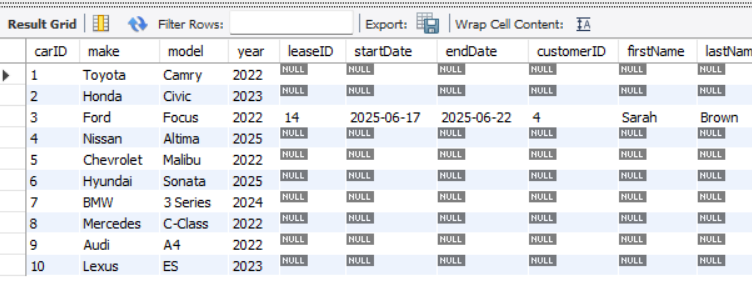 Result Grid Filter Rows: Export: Wrap Cell Content: IA
carID make model year leaseID startDate endDate customerID firstName lastNam
1 Toyota Camry 2022 NULL NULL NULL NULL NULL NULL
2 Honda Civic 2023 NULL NULL NULL NULL NULL NULL
3 Ford Focus 2022 14 2025-06-17 2025-06-22 4 Sarah Brown
4 Nissan Altima 2025 NULL NULL NULL NULL NULL NULL
5 Chevrolet Malibu 2022 NULL NULL NULL NULL NULL NULL
6 Hyundai Sonata 2025 NULL NULL NULL NULL NULL NULL
7 BMW 3 Series 2024 NULL NULL NULL NULL NULL NULL
8 Mercedes C-Class 2022 NULL NULL NULL NULL NULL NULL
9 Audi A4 2022 NULL NULL NULL NULL NULL NULL
10 Lexus ES 2023 NULL NULL NULL NULL NULL NULL